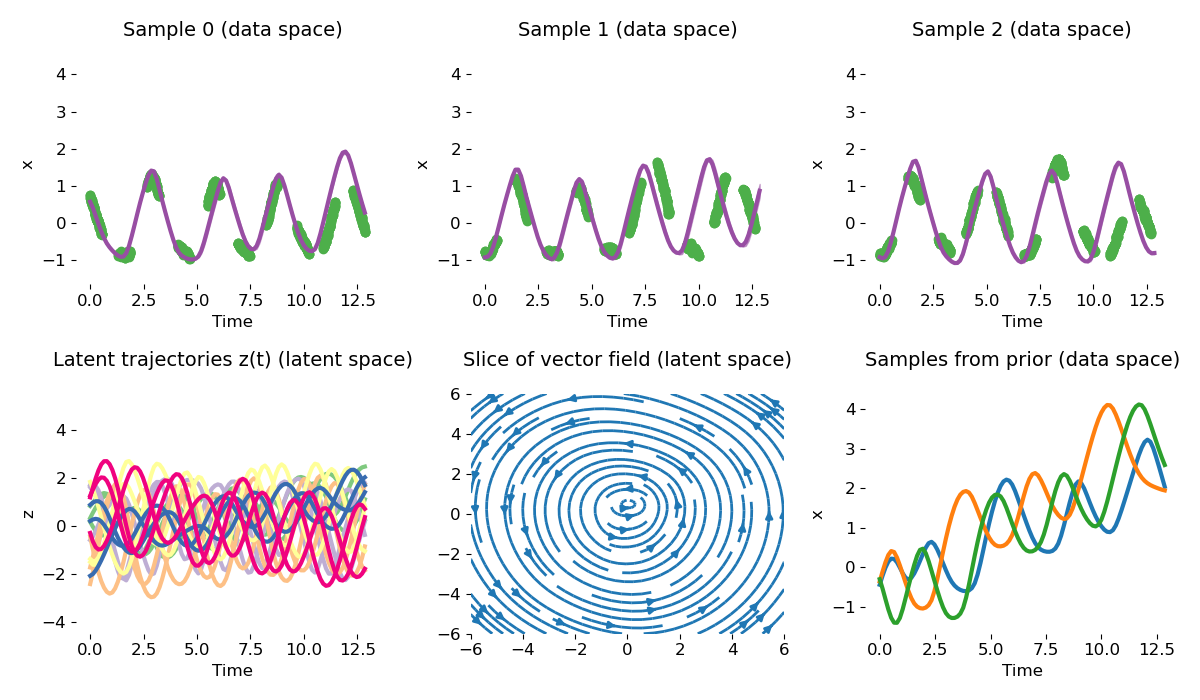 Sample 0 (data space)
Sample 1 (data space)
Sample 2 (data space)
4
3
2
1
0
−1
x
0.0 2.5 5.0 7.5 10.0 12.5
Time
4
3
2
1
0
−1
x
0.0 2.5 5.0 7.5 10.0 12.5
Time
4
3
2
1
0
−1
x
0.0 2.5 5.0 7.5 10.0 12.5
Time
Latent trajectories z(t) (latent space)
Slice of vector field (latent space)
Samples from prior (data space)
4
2
0
−2
−4
z
0.0 2.5 5.0 7.5 10.0 12.5
Time
6
4
2
0
−2
−4
−6
−6 −4 −2 0 2 4 6
4
3
2
1
0
−1
x
0.0 2.5 5.0 7.5 10.0 12.5
Time